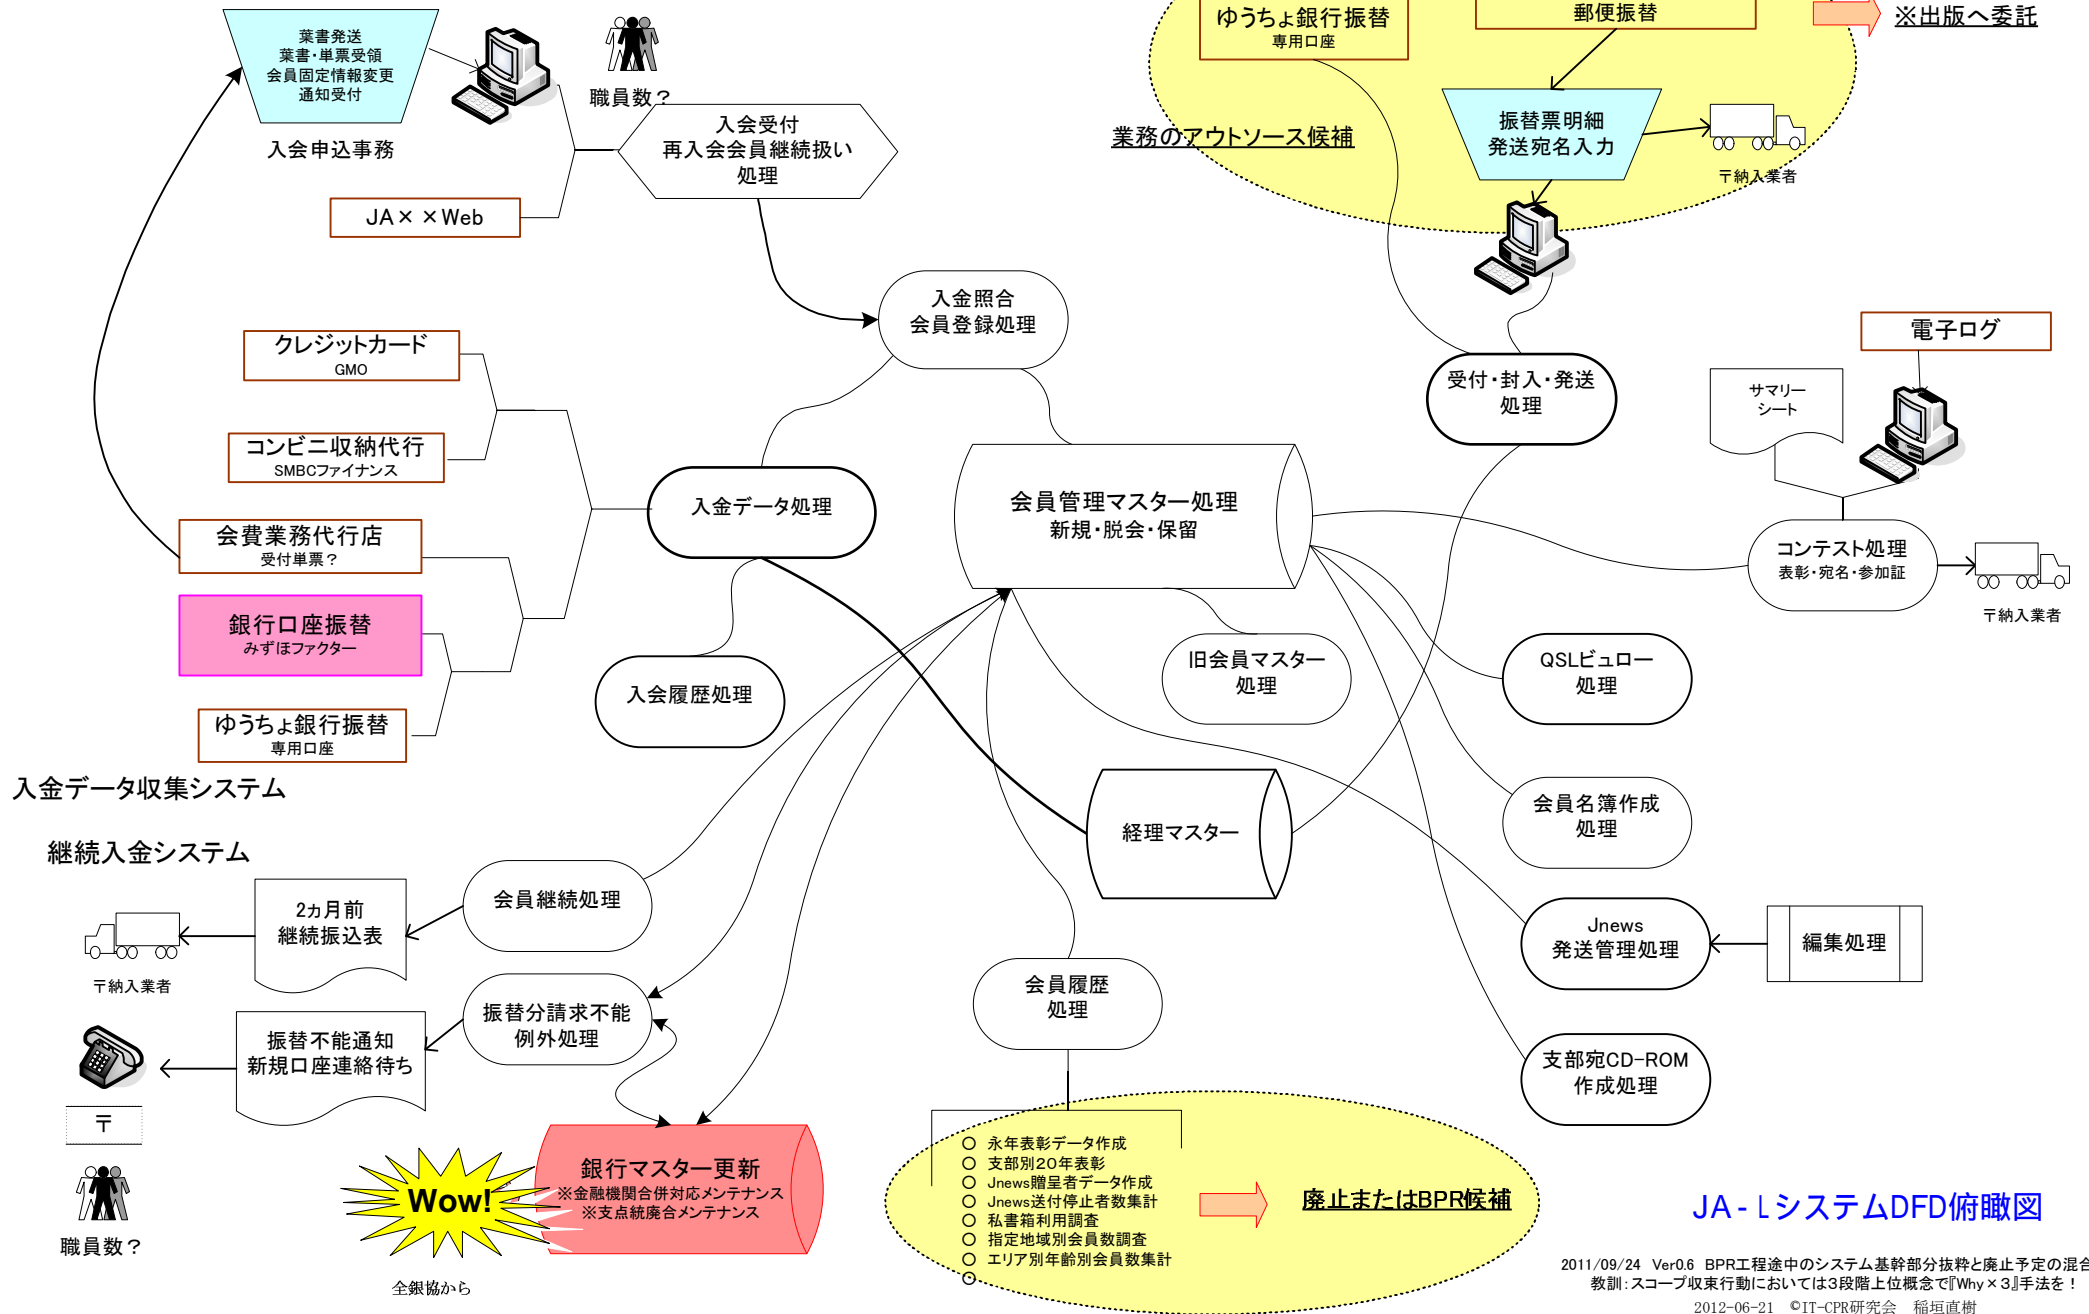 葉書発送
葉書・単票受領
会員固定情報変更
通知受付
入会申込事務
職員数？
入会受付
再入会会員継続扱い
処理
JA××Web
ゆうちょ銀行振替
専用口座
郵便振替
※出版へ委託
業務のアウトソース候補
振替票明細
発送宛名入力
〒納入業者
入金照合
会員登録処理
クレジットカード
GMO
コンビニ収納代行
SMBCファイナンス
会費業務代行店
受付単票？
銀行口座振替
みずほファクター
ゆうちょ銀行振替
専用口座
入金データ収集システム
入金データ処理
入会履歴処理
会員管理マスター処理
新規・脱会・保留
旧会員マスター
処理
受付・封入・発送
処理
電子ログ
サマリー
シート
コンテスト処理
表彰・宛名・参加証
〒納入業者
QSLビュロー
処理
会員名簿作成
処理
経理マスター
Jnews
発送管理処理
編集処理
支部宛CD-ROM
作成処理
継続入金システム
会員継続処理
2ヵ月前
継続振込表
〒納入業者
振替分請求不能
例外処理
振替不能通知
新規口座連絡待ち
〒
職員数？
会員履歴
処理
Wow!
全銀協から
銀行マスター更新
※金融機関合併対応メンテナンス
※支点統廃合メンテナンス
○ 永年表彰データ作成
○ 支部別20年表彰
○ Jnews贈呈者データ作成
○ Jnews送付停止者数集計
○ 私書箱利用調査
○ 指定地域別会員数調査
○ エリア別年齢別会員数集計
○
廃止またはBPR候補
JA-LシステムDFD俯瞰図
2011/09/24 Ver0.6 BPR工程途中のシステム基幹部分抜粋と廃止予定の混合
教訓：スコープ収束行動においては3段階上位概念で『Why×3』手法を！
2012-06-21 ©IT-CPR研究会 稲垣直樹